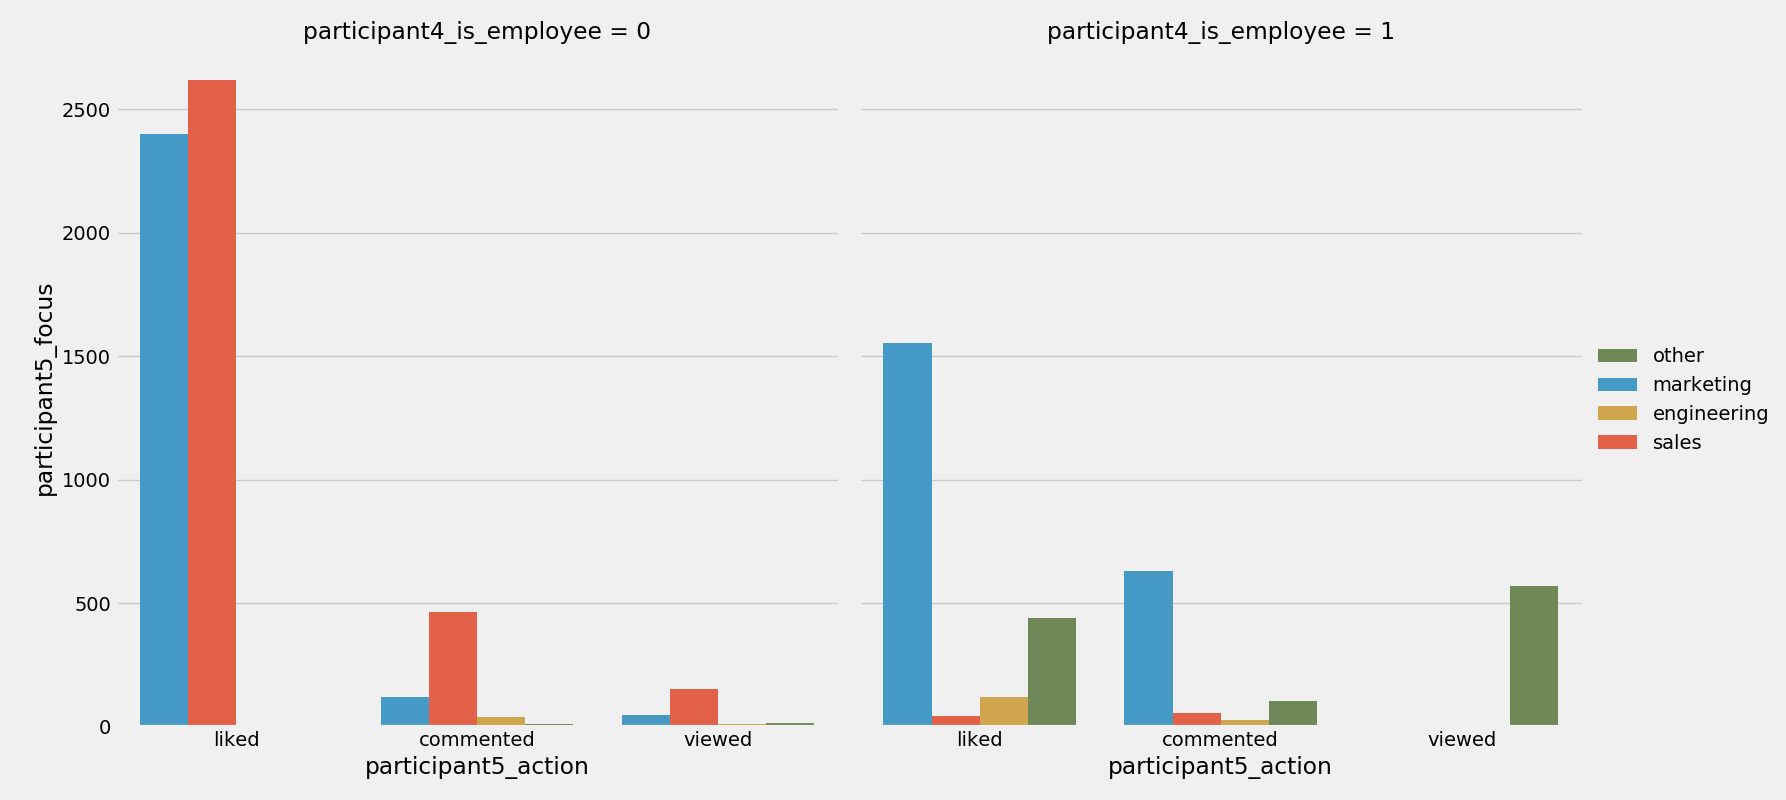 participant4_is_employee = 0
participant4_is_employee = 1
participant5_focus
2500
2000
1500
1000
500
0
liked
commented
viewed
liked
commented
viewed
participant5_action
participant5_action
other
marketing
engineering
sales